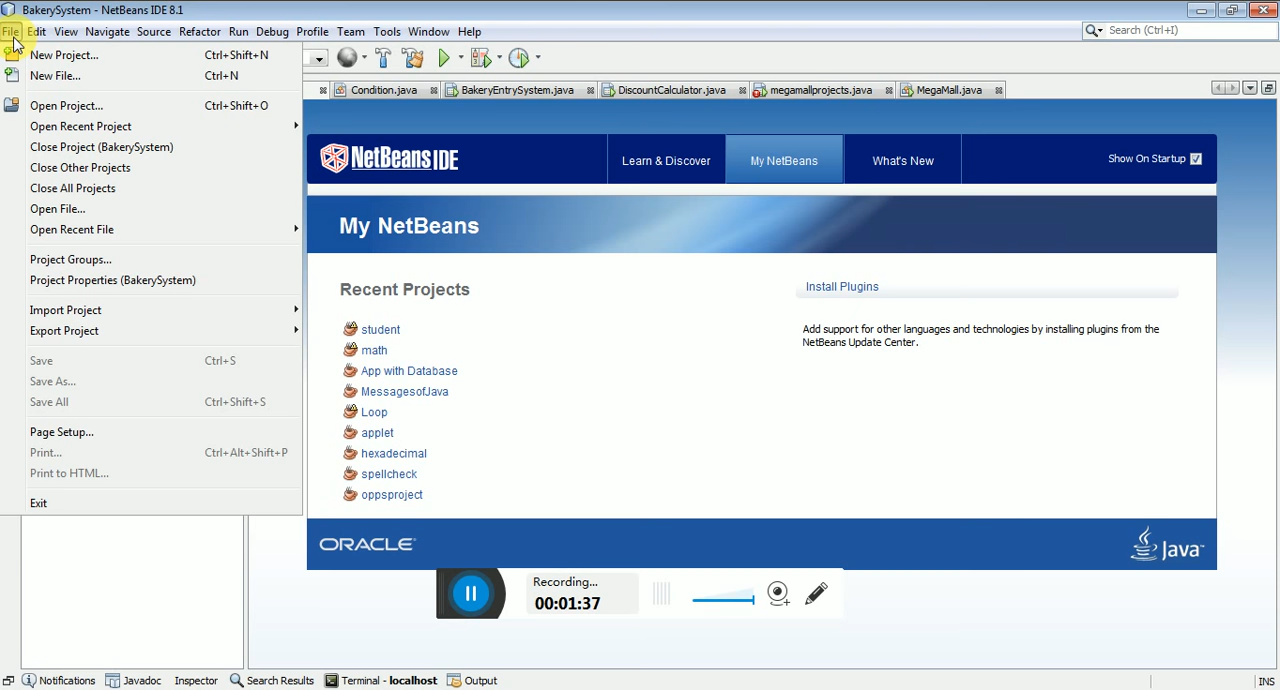 BakerySystem - NetBeans IDE 8.1
File Edit View Navigate Source Refactor Run Debug Profile Team Tools Window Help
Search (Ctrl+I)
New Project... Ctrl+Shift+N
New File... Ctrl+N
Open Project... Ctrl+Shift+O
Open Recent Project
Close Project (BakerySystem)
Close Other Projects
Close All Projects
Open File...
Open Recent File
Project Groups...
Project Properties (BakerySystem)
Import Project
Export Project
Save Ctrl+S
Save As...
Save All Ctrl+Shift+S
Page Setup...
Print... Ctrl+Alt+Shift+P
Print to HTML...
Exit
Condition.java BakeryEntrySystem.java DiscountCalculator.java megamallprojects.java MegaMall.java
NetBeans IDE
Learn & Discover
My NetBeans
What's New
Show On Startup
My NetBeans
Recent Projects
student
math
App with Database
MessagesofJava
Loop
applet
hexadecimal
spellcheck
oppsproject
Install Plugins
Add support for other languages and technologies by installing plugins from the
NetBeans Update Center.
ORACLE
Java
Recording...
00:01:37
Notifications Javadoc Inspector Search Results Terminal - localhost Output
INS